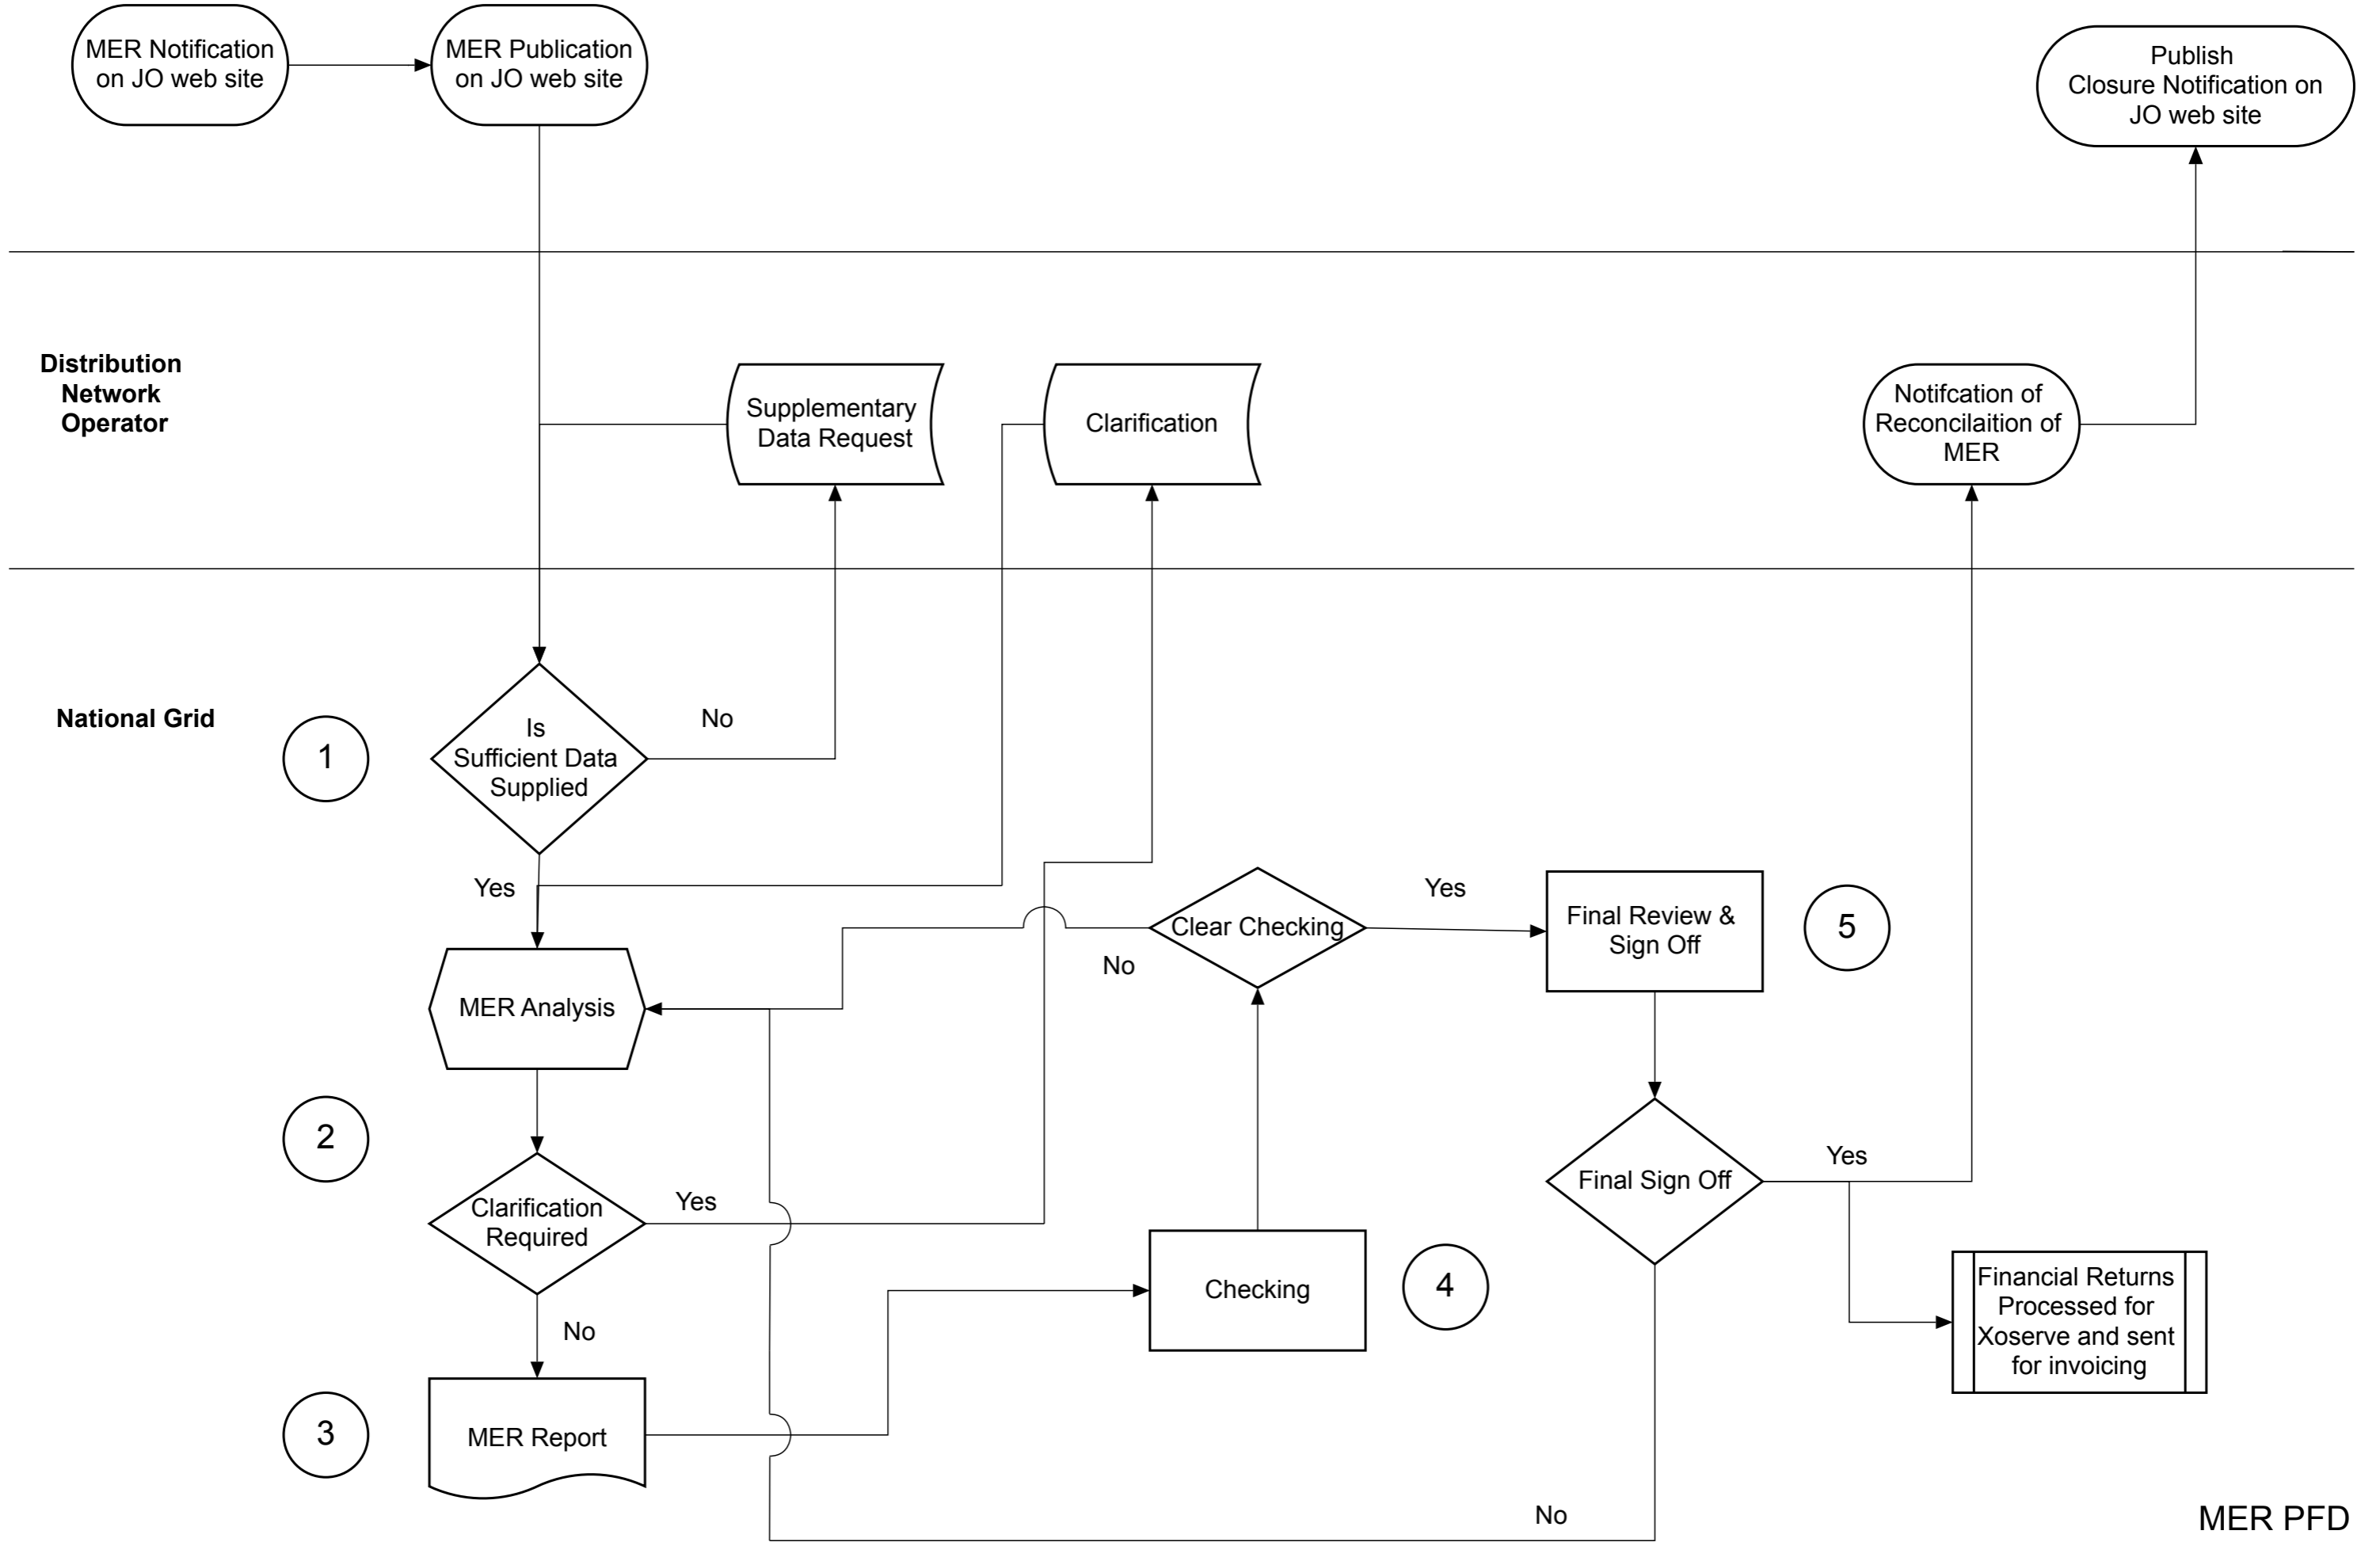 MER Notification
on JO web site
MER Publication
on JO web site
Publish
Closure Notification on
JO web site
Distribution
Network
Operator
Supplementary
Data Request
Clarification
Notifcation of
Reconcilaition of
MER
National Grid
1
Is
Sufficient Data
Supplied
No
Yes
Clear Checking
Yes
No
Final Review &
Sign Off
5
MER Analysis
2
Clarification
Required
Yes
No
Final Sign Off
Yes
Checking
4
Financial Returns
Processed for
Xoserve and sent
for invoicing
3
MER Report
No
MER PFD